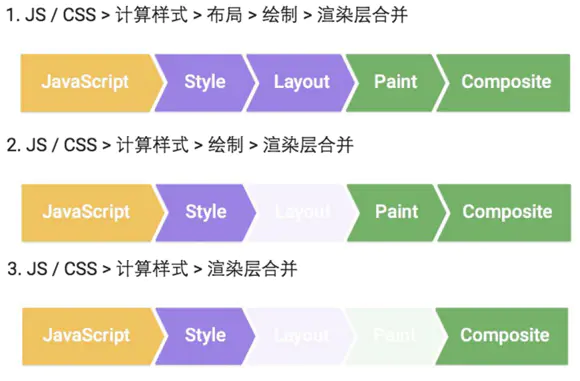 1. JS / CSS > 计算样式 > 布局 > 绘制 > 渲染层合并
JavaScript Style Layout Paint Composite
2. JS / CSS > 计算样式 > 绘制 > 渲染层合并
JavaScript Style Layout Paint Composite
3. JS / CSS > 计算样式 > 渲染层合并
JavaScript Style Layout Paint Composite